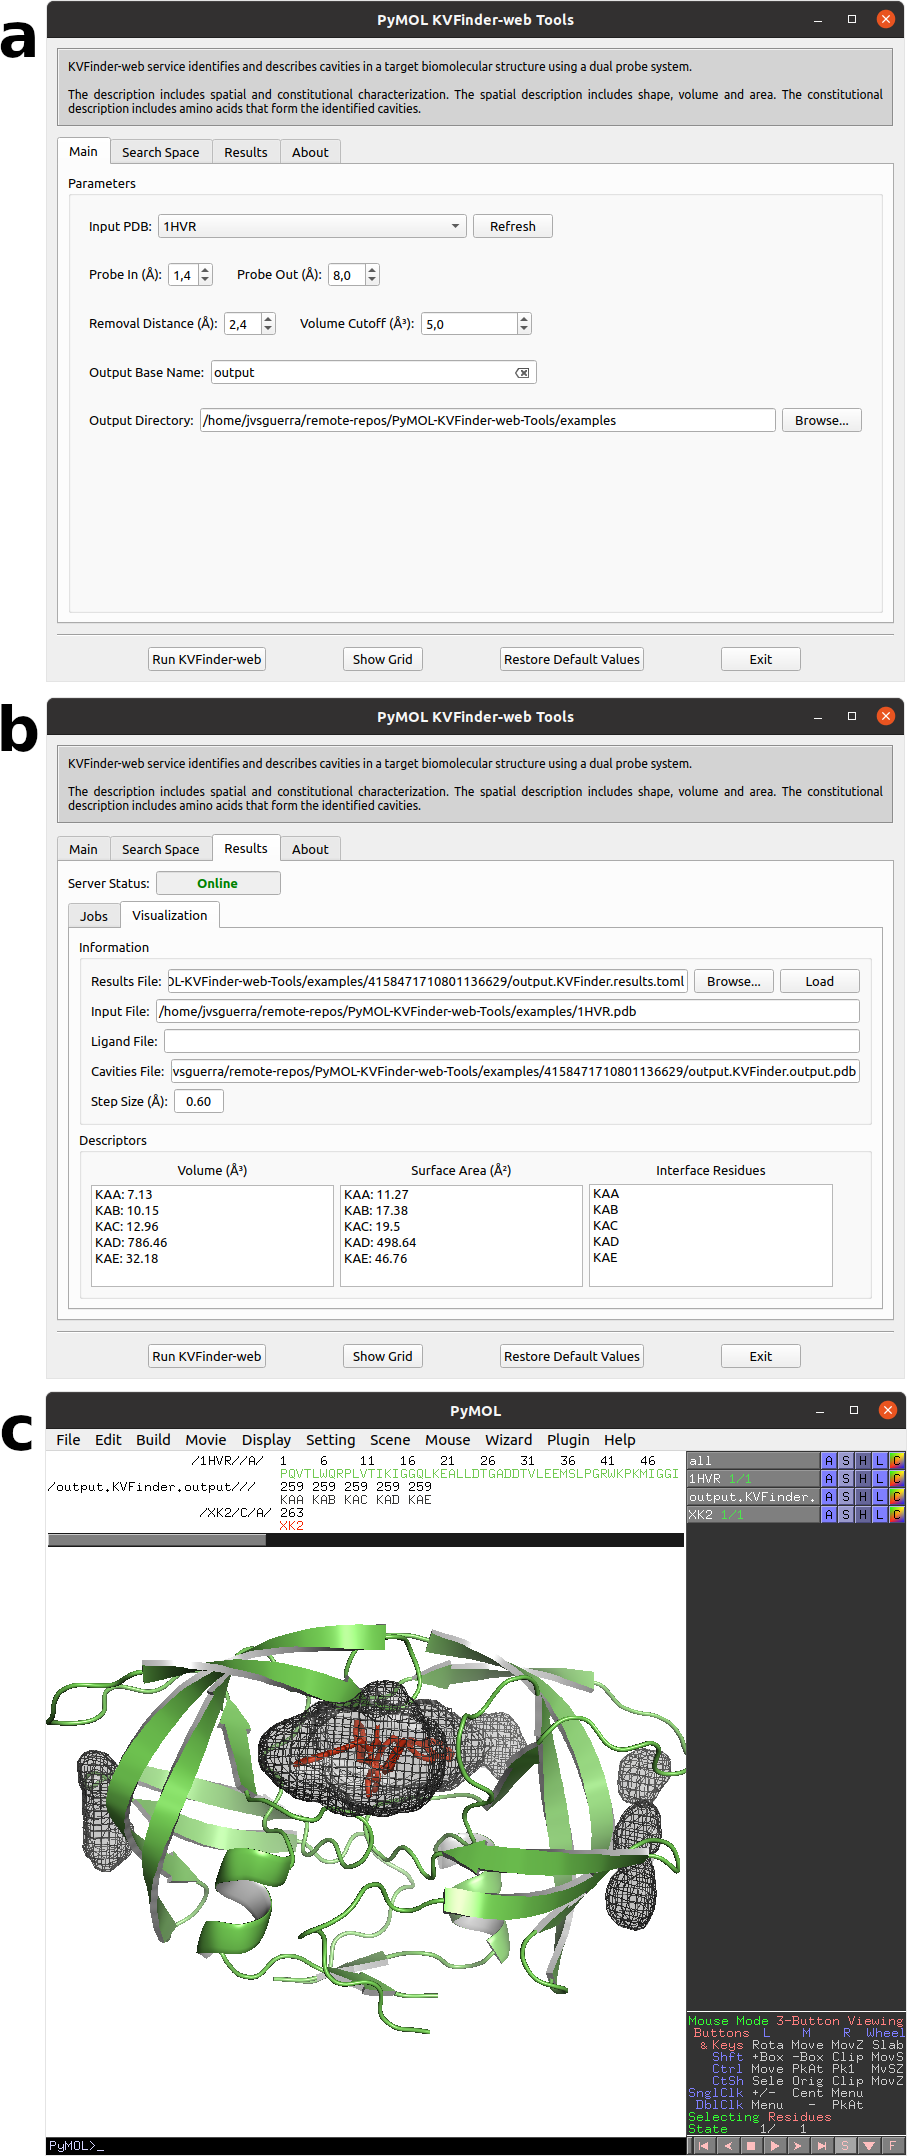 a
PyMOL KVFinder-web Tools
KVFinder-web service identifies and describes cavities in a target biomolecular structure using a dual probe system.
The description includes spatial and constitutional characterization. The spatial description includes shape, volume and area. The constitutional
description includes amino acids that form the identified cavities.
Main Search Space Results About
Parameters
Input PDB: 1HVR Refresh
Probe In (Å): 1,4 Probe Out (Å): 8,0
Removal Distance (Å): 2,4 Volume Cutoff (Å³): 5,0
Output Base Name: output
Output Directory: /home/jvsguerra/remote-repos/PyMOL-KVFinder-web-Tools/examples Browse...
Run KVFinder-web Show Grid Restore Default Values Exit
b
PyMOL KVFinder-web Tools
KVFinder-web service identifies and describes cavities in a target biomolecular structure using a dual probe system.
The description includes spatial and constitutional characterization. The spatial description includes shape, volume and area. The constitutional
description includes amino acids that form the identified cavities.
Main Search Space Results About
Server Status: Online
Jobs Visualization
Information
Results File: OL-KVFinder-web-Tools/examples/4158471710801136629/output.KVFinder.results.toml Browse... Load
Input File: /home/jvsguerra/remote-repos/PyMOL-KVFinder-web-Tools/examples/1HVR.pdb
Ligand File:
Cavities File: vsguerra/remote-repos/PyMOL-KVFinder-web-Tools/examples/4158471710801136629/output.KVFinder.output.pdb
Step Size (Å): 0.60
Descriptors
Volume (Å³) Surface Area (Å²) Interface Residues
KAA: 7.13 KAA: 11.27 KAA
KAB: 10.15 KAB: 17.38 KAB
KAC: 12.96 KAC: 19.5 KAC
KAD: 786.46 KAD: 498.64 KAD
KAE: 32.18 KAE: 46.76 KAE
Run KVFinder-web Show Grid Restore Default Values Exit
c
PyMOL
File Edit Build Movie Display Setting Scene Mouse Wizard Plugin Help
/1HVR//A/ 1 6 11 16 21 26 31 36 41 46
PQVTLWQRPLVTIKIGGQLKEALLDTGADDTVLEEMSLPGRWKPKMIGGI
/output.KVFinder.output/// 259 259 259 259 259
KAA KAB KAC KAD KAE
/XK2/C/A/ 263
XK2
all A S H L C
1HVR 1/1 A S H L C
output.KVFinder. A S H L C
XK2 1/1 A S H L C
Mouse Mode 3-Button Viewing
Buttons L M R Wheel
& Keys Rota Move MovZ Slab
Shft +Box -Box Clip MovS
Ctrl Move PkAt Pk1 MvSZ
CtSh Sele Orig Clip MovZ
SnglClk +/- Cent Menu
DblClk Menu - PkAt
Selecting Residues
State 1/ 1
PyMOL>_ S F